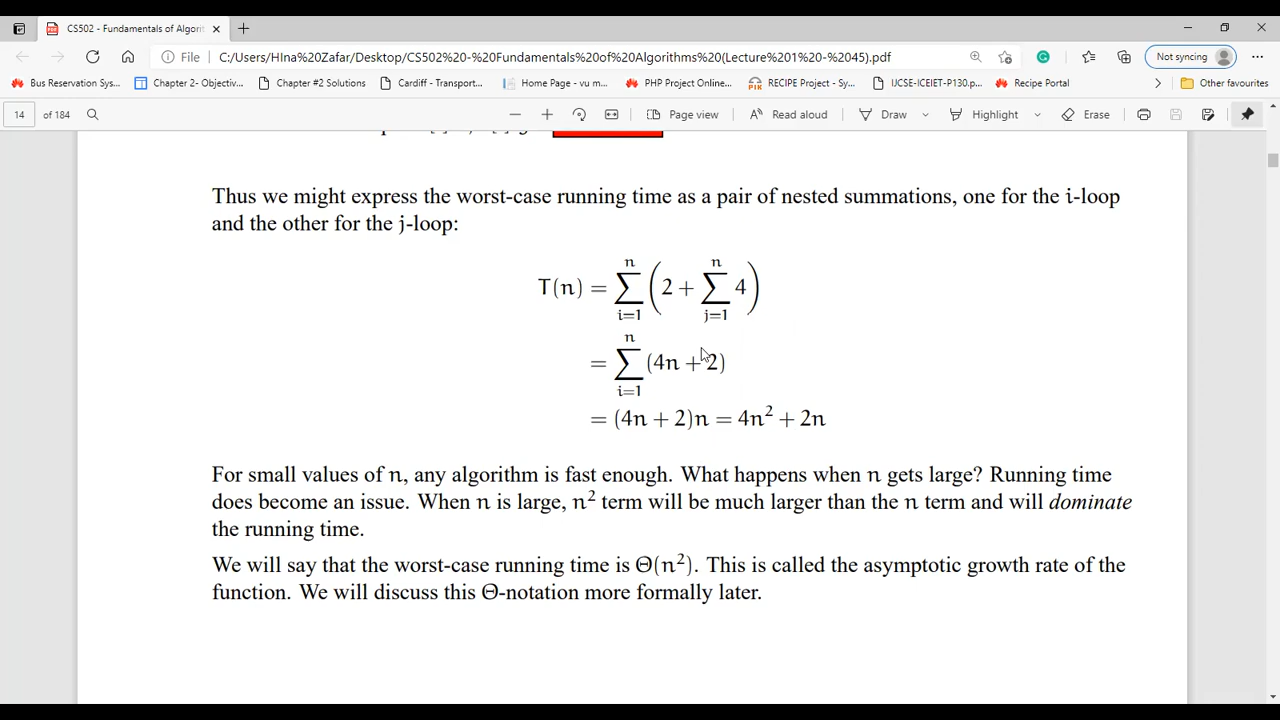 CS502 - Fundamentals of Algorit
File
C:/Users/HIna%20Zafar/Desktop/CS502%20-%20Fundamentals%20of%20Algorithms%20(Lecture%201%20-%2045).pdf
Not syncing
Bus Reservation Sys...
Chapter 2- Objectiv...
Chapter #2 Solutions
Cardiff - Transport...
Home Page - vu m...
PHP Project Online...
RECIPE Project - Sy...
IJCSE-ICEIET-P130.p...
Recipe Portal
Other favourites
14 of 184
Page view
Read aloud
Draw
Highlight
Erase
Thus we might express the worst-case running time as a pair of nested summations, one for the i-loop
and the other for the j-loop:
T(n) = ∑_{i=1}^{n} (2 + ∑_{j=1}^{n} 4)
= ∑_{i=1}^{n} (4n + 2)
= (4n + 2)n = 4n² + 2n
For small values of n, any algorithm is fast enough. What happens when n gets large? Running time
does become an issue. When n is large, n² term will be much larger than the n term and will dominate
the running time.
We will say that the worst-case running time is Θ(n²). This is called the asymptotic growth rate of the
function. We will discuss this Θ-notation more formally later.